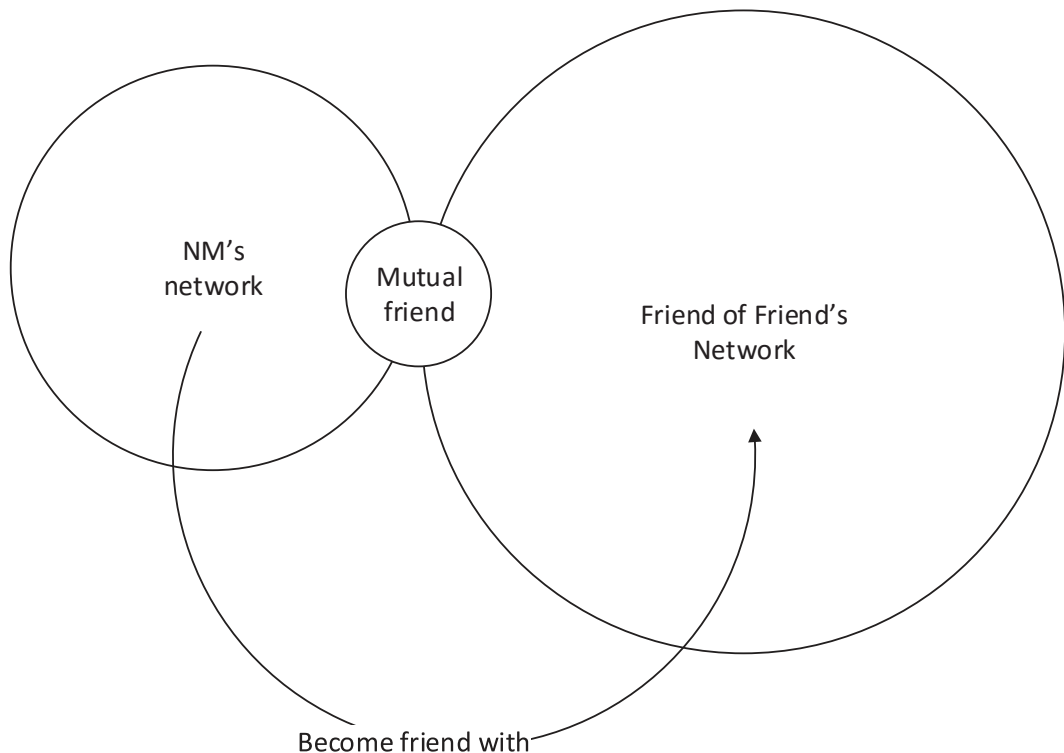 NM’s
network
Mutual
friend
Friend of Friend’s
Network
Become friend with